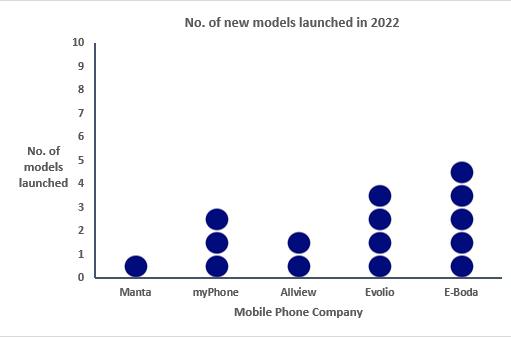 No. of new models launched in 2022
10
9
8
7
6
5
4
3
2
1
0
No. of
models
launched
Manta myPhone Allview Evolio E-Boda
Mobile Phone Company